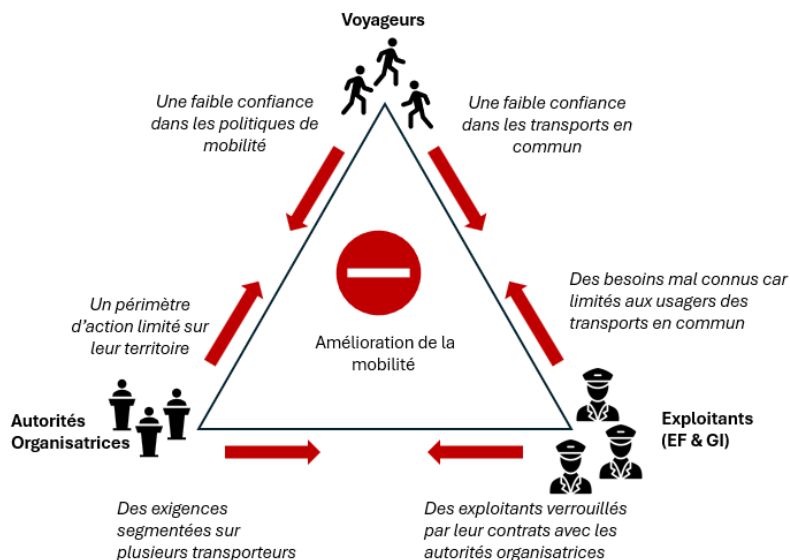 Voyageurs
Une faible confiance
dans les politiques de
mobilité
Une faible confiance
dans les transports en
commun
Un périmètre
d'action limité sur
leur territoire
Des besoins mal connus car
limités aux usagers des
transports en commun
Amélioration de la
mobilité
Autorités
Organisatrices
Exploitants
(EF & GI)
Des exigences
segmentées sur
plusieurs transporteurs
Des exploitants verrouillés
par leur contrats avec les
autorités organisatrices